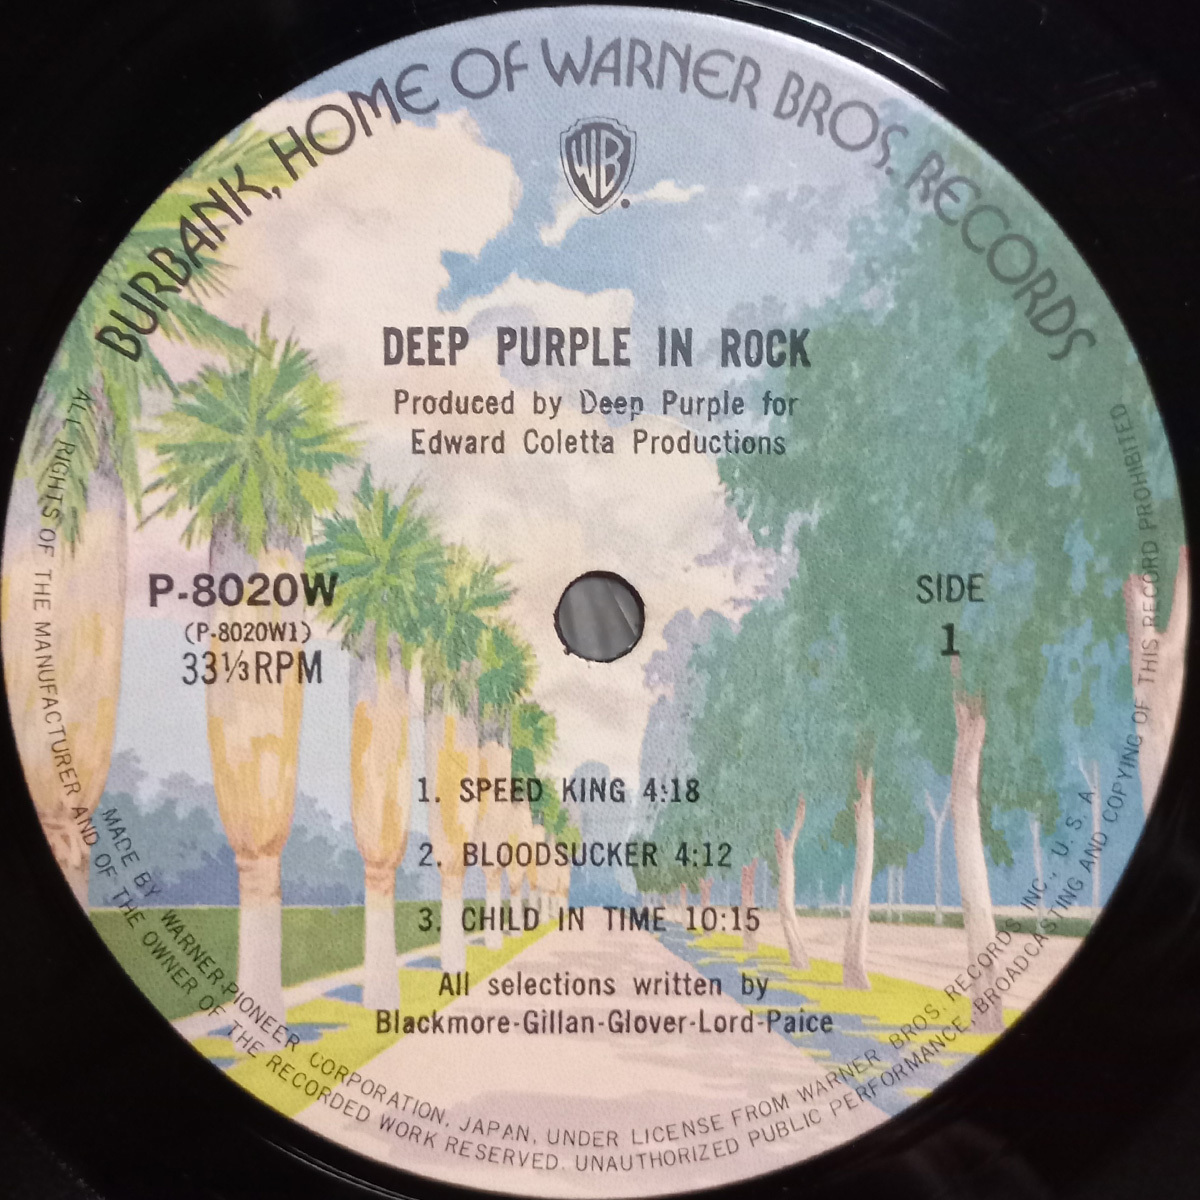 BURBANK, HOME OF WARNER BROS. RECORDS
WB
DEEP PURPLE IN ROCK
Produced by Deep Purple for
Edward Coletta Productions
P-8020W
(P-8020W1)
33⅓RPM
SIDE
1
1. SPEED KING 4:18
2. BLOODSUCKER 4:12
3. CHILD IN TIME 10:15
All selections written by
Blackmore-Gillan-Glover-Lord-Paice
MADE BY WARNER-PIONEER CORPORATION, JAPAN, UNDER LICENSE FROM WARNER BROS. RECORDS INC., U. S. A.
ALL RIGHTS OF THE MANUFACTURER AND OF THE OWNER OF THE RECORDED WORK RESERVED. UNAUTHORIZED PUBLIC PERFORMANCE, BROADCASTING AND COPYING OF THIS RECORD PROHIBITED